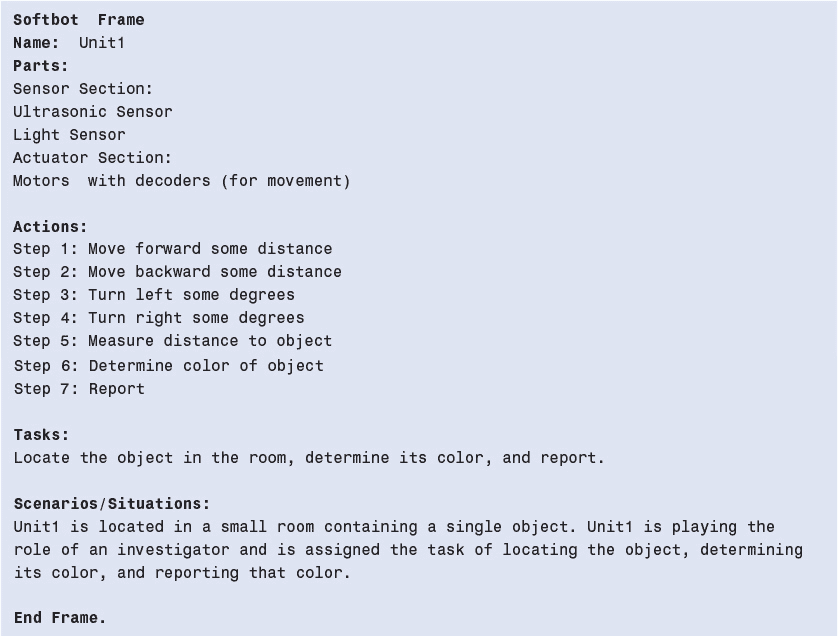 Softbot Frame
Name: Unit1
Parts:
Sensor Section:
Ultrasonic Sensor
Light Sensor
Actuator Section:
Motors with decoders (for movement)
Actions:
Step 1: Move forward some distance
Step 2: Move backward some distance
Step 3: Turn left some degrees
Step 4: Turn right some degrees
Step 5: Measure distance to object
Step 6: Determine color of object
Step 7: Report
Tasks:
Locate the object in the room, determine its color, and report.
Scenarios/Situations:
Unit1 is located in a small room containing a single object. Unit1 is playing the
role of an investigator and is assigned the task of locating the object, determining
its color, and reporting that color.
End Frame.